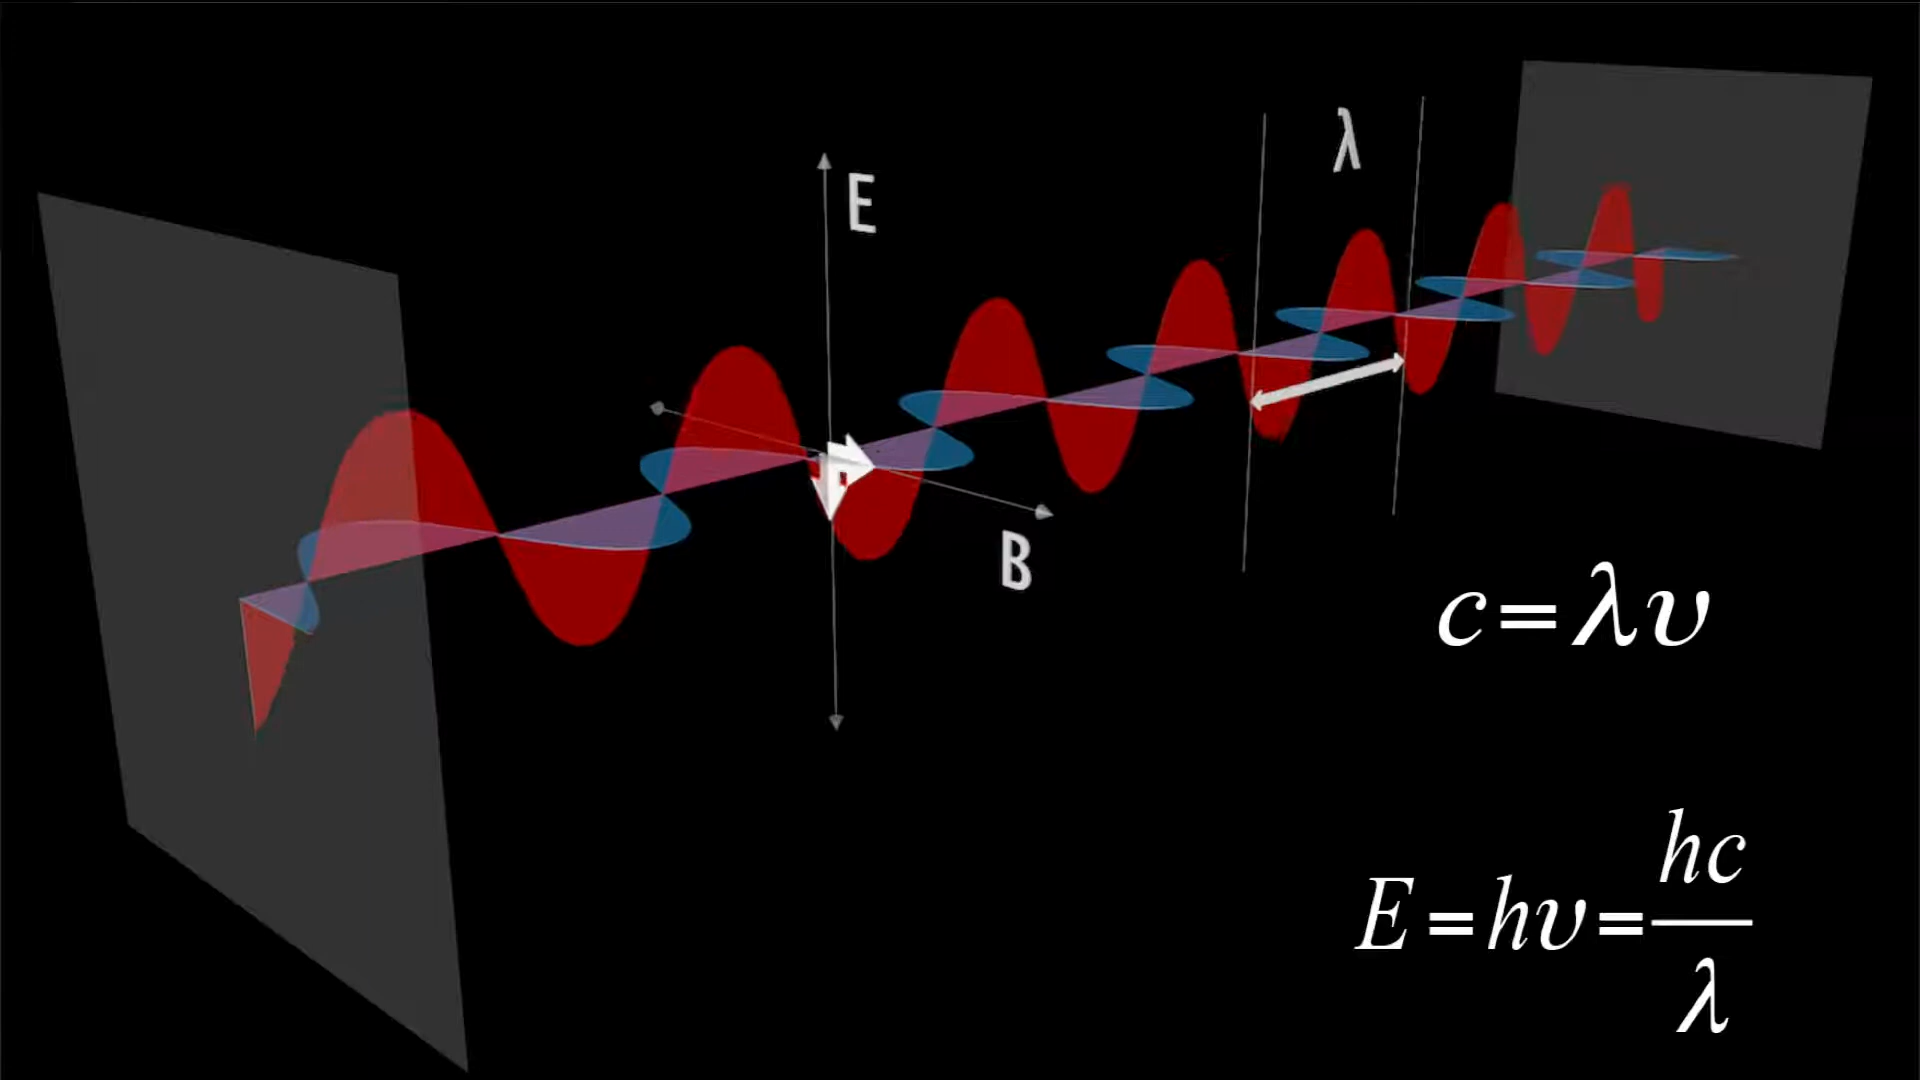 λ
E
B
c = λυ
E = hυ = hc/λ